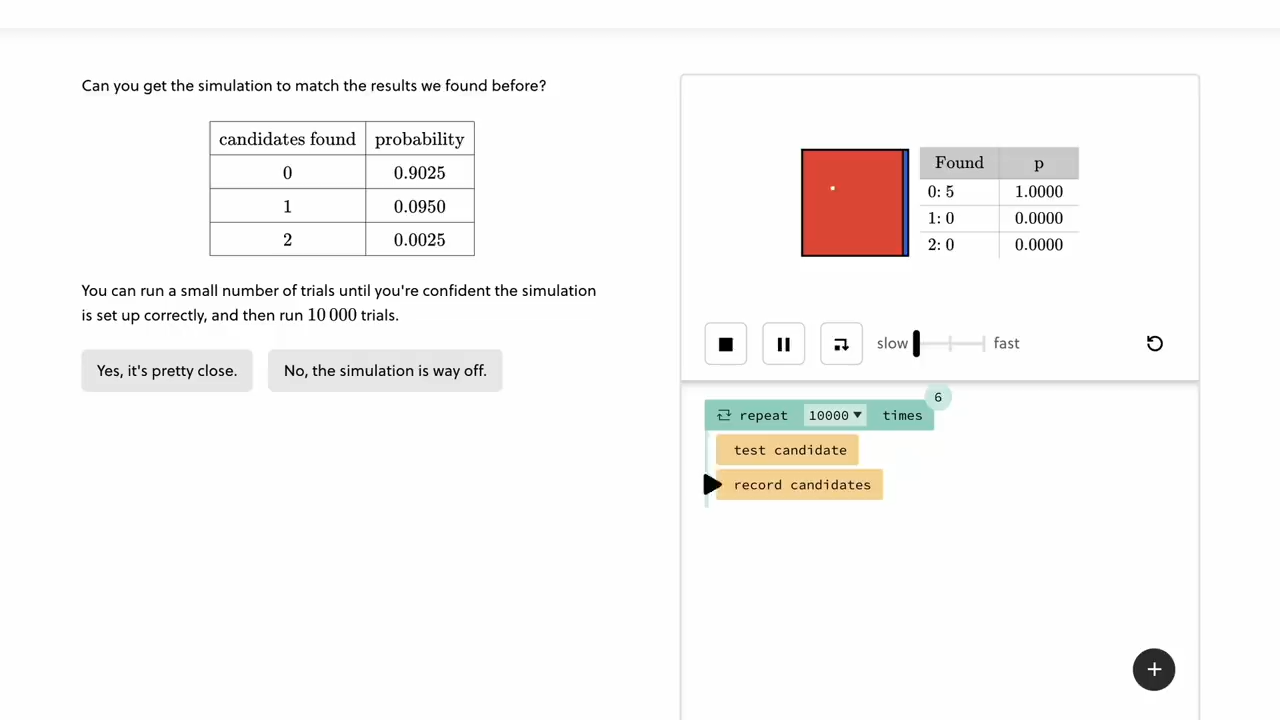 Can you get the simulation to match the results we found before?
candidates found probability
0 0.9025
1 0.0950
2 0.0025
You can run a small number of trials until you're confident the simulation
is set up correctly, and then run 10 000 trials.
Yes, it's pretty close.
No, the simulation is way off.
Found p
0: 5 1.0000
1: 0 0.0000
2: 0 0.0000
slow fast
6
repeat 10000 times
test candidate
record candidates